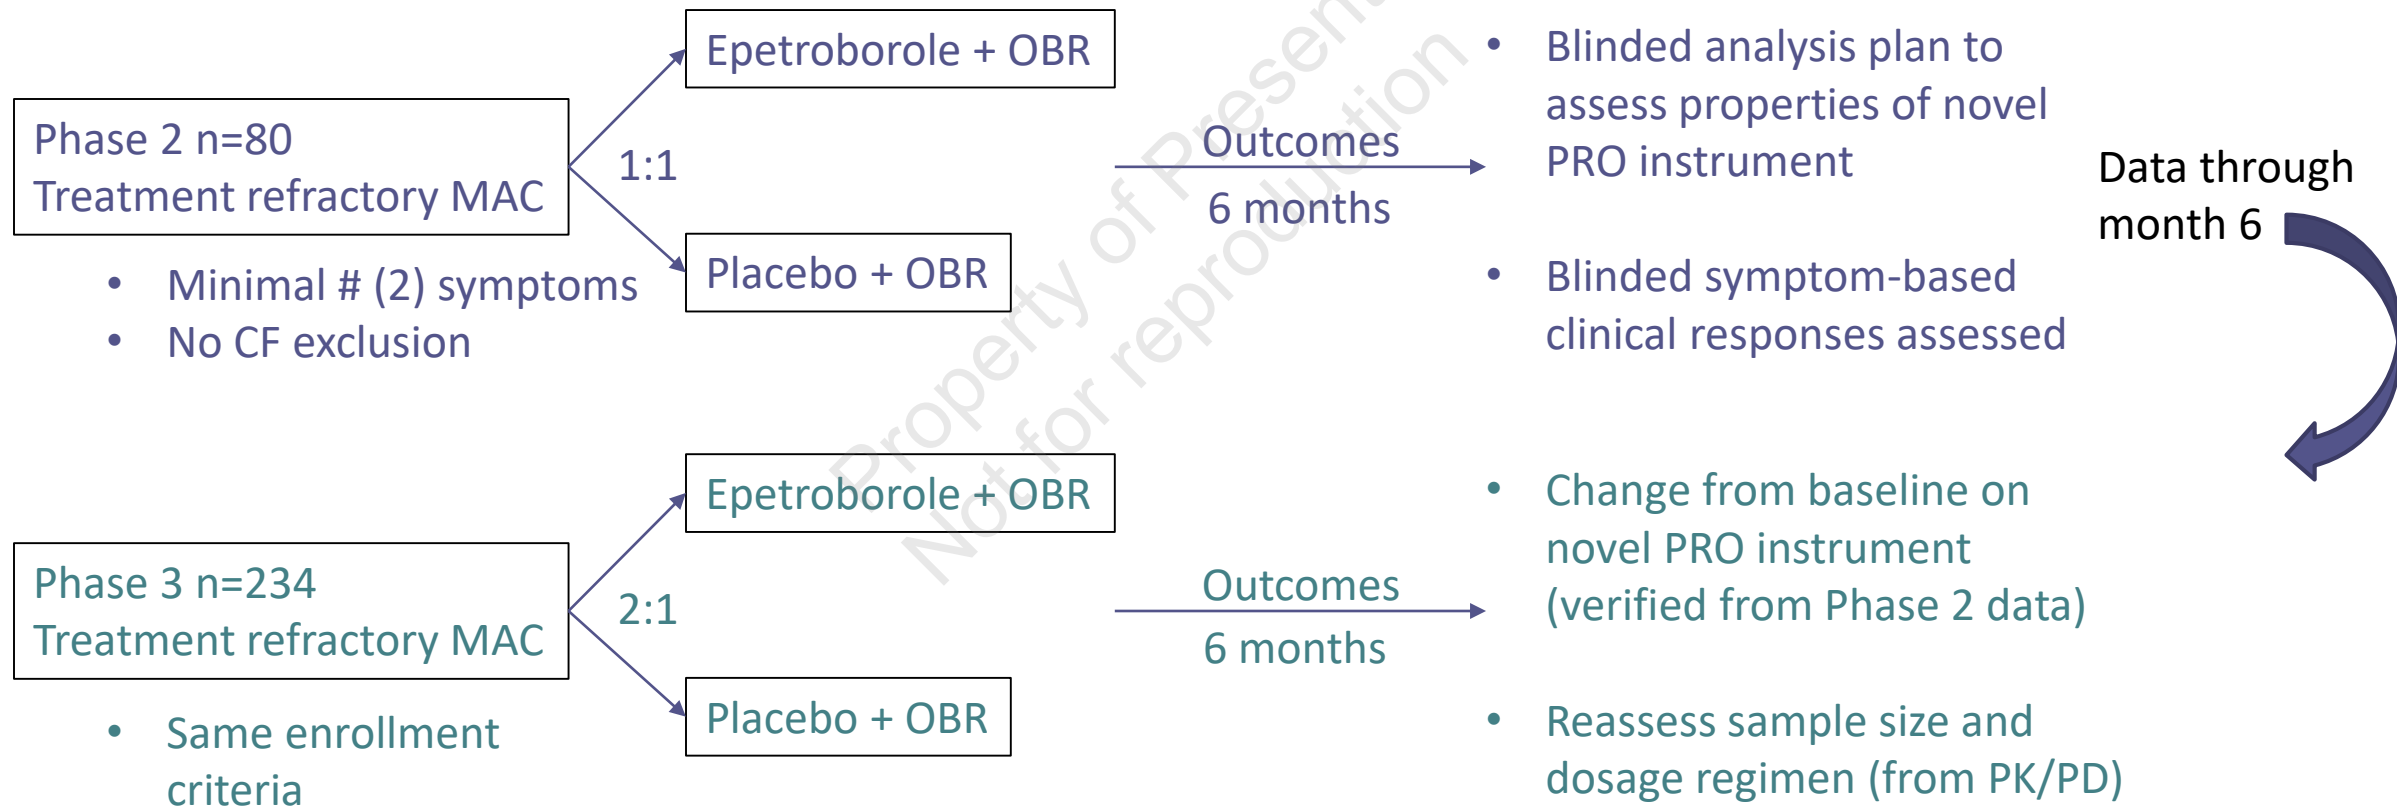 Epetroborole + OBR
Phase 2 n=80
Treatment refractory MAC
1:1
Placebo + OBR
• Minimal # (2) symptoms
• No CF exclusion
Outcomes
6 months
• Blinded analysis plan to
assess properties of novel
PRO instrument
• Blinded symptom-based
clinical responses assessed
Data through
month 6
Property of Presenter
Not for reproduction
Epetroborole + OBR
Phase 3 n=234
Treatment refractory MAC
2:1
Placebo + OBR
• Same enrollment
criteria
Outcomes
6 months
• Change from baseline on
novel PRO instrument
(verified from Phase 2 data)
• Reassess sample size and
dosage regimen (from PK/PD)